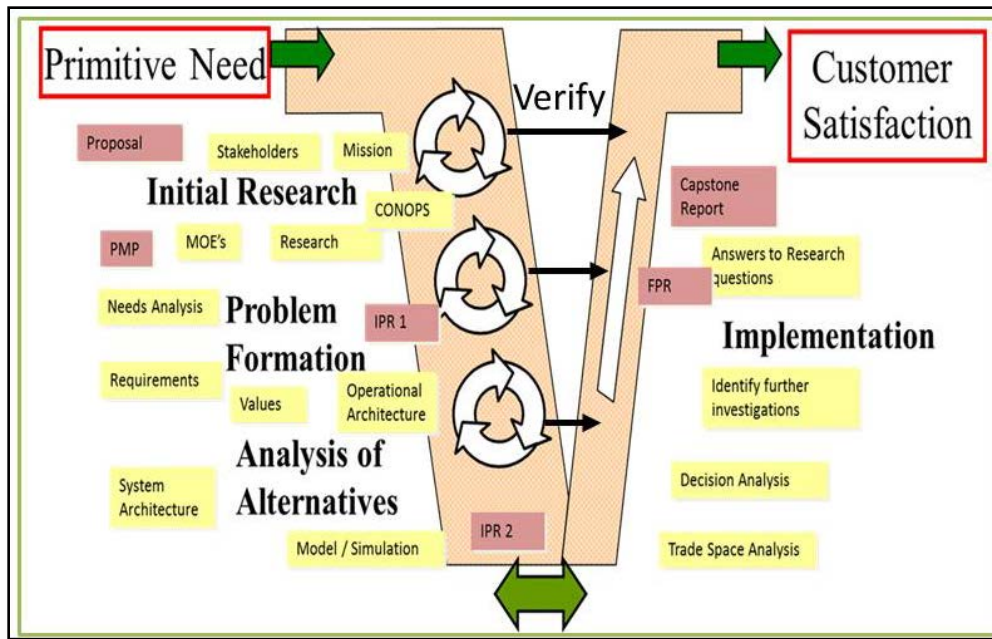 Primitive Need
Verify
Customer
Satisfaction
Proposal
Stakeholders
Mission
Initial Research
CONOPS
PMP
MOE's
Research
Needs Analysis
Problem
Formation
IPR 1
Requirements
Values
Operational
Architecture
Analysis of
Alternatives
System
Architecture
Model / Simulation
IPR 2
Capstone
Report
Answers to Research
questions
FPR
Implementation
Identify further
investigations
Decision Analysis
Trade Space Analysis